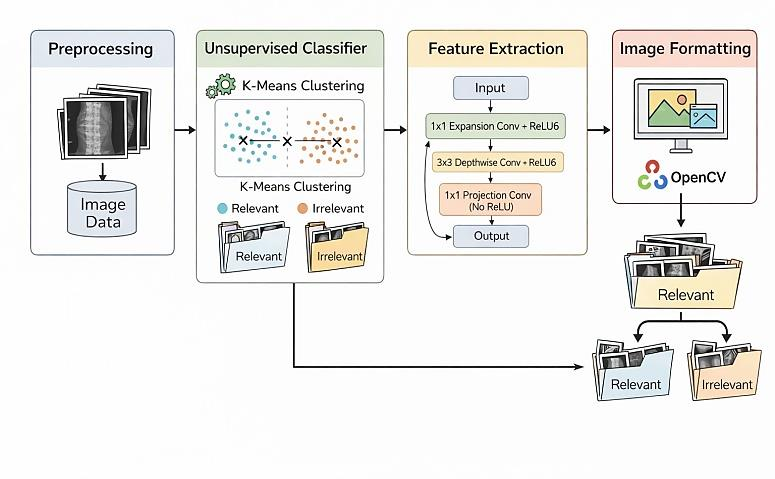 Preprocessing
Image
Data
Unsupervised Classifier
K-Means Clustering
K-Means Clustering
Relevant
Irrelevant
Relevant
Irrelevant
Feature Extraction
Input
1x1 Expansion Conv + ReLU6
3x3 Depthwise Conv + ReLU6
1x1 Projection Conv
(No ReLU)
Output
Image Formatting
OpenCV
Relevant
Relevant
Irrelevant